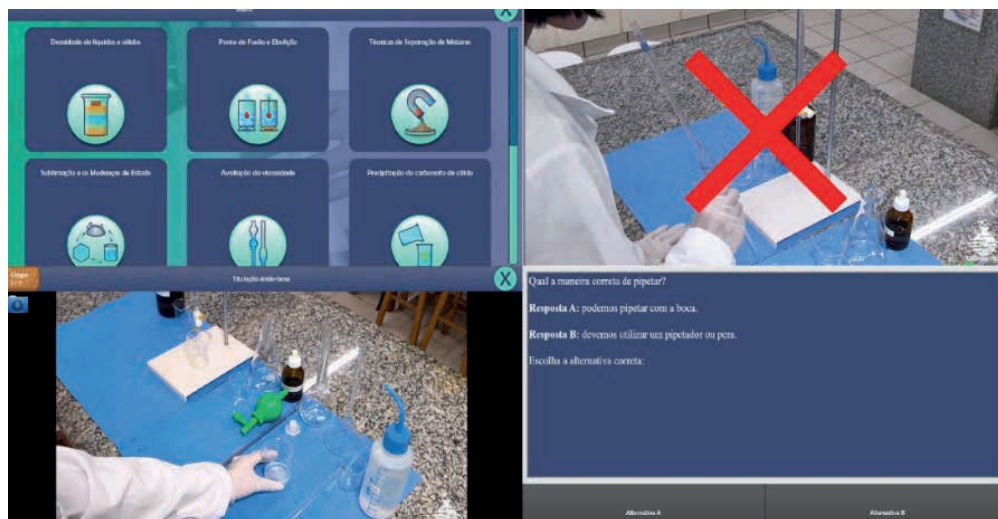 Menu
X
Densidade de líquidos e sólidos
Ponto de Fusão e Ebulição
Técnicas de Separação de Misturas
Sublimação e as Mudanças de Estado
Avaliação da viscosidade
Precipitação do carbonato de cálcio
Etapa
Titulação ácido-base
X
Qual a maneira correta de pipetar?
Resposta A: podemos pipetar com a boca.
Resposta B: devemos utilizar um pipetador ou pera.
Escolha a alternativa correta:
Alternativa A
Alternativa B